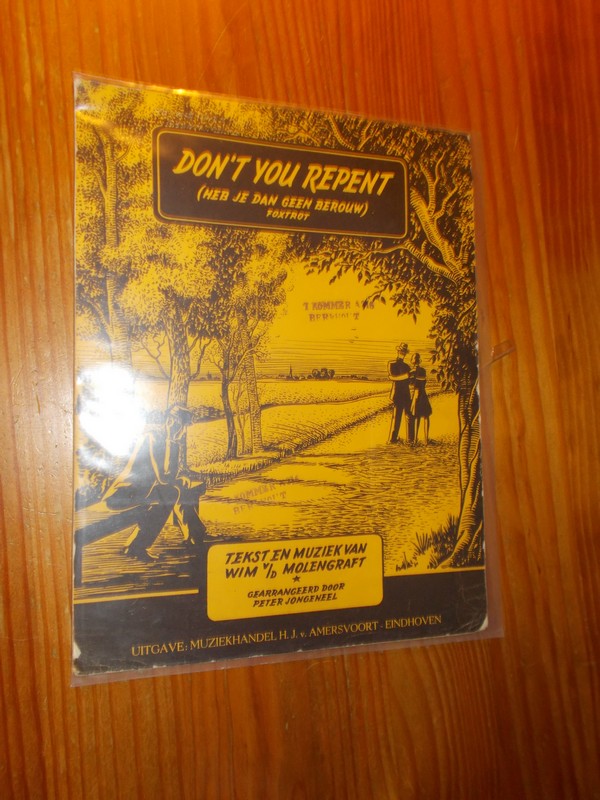 DON'T YOU REPENT
(HEB JE DAN GEEN BEROUW)
FOXTROT
TEKST EN MUZIEK VAN
WIM V/D MOLENGRAFT
GEARRANGEERD DOOR
PETER JONGENEEL
UITGAVE: MUZIEKHANDEL H. J. v. AMERSVOORT - EINDHOVEN